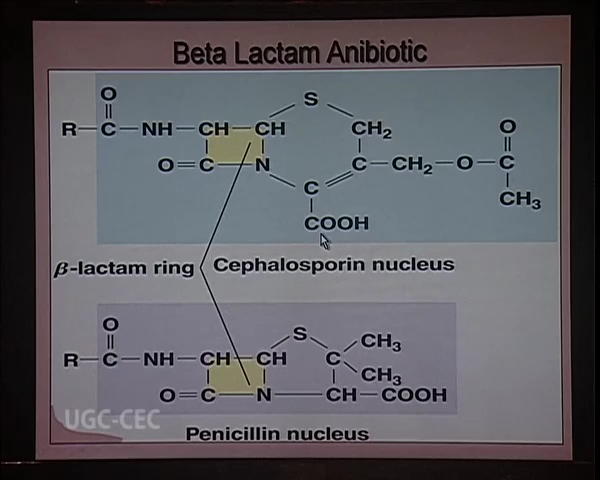 Beta Lactam Anibiotic
O
||
R—C—NH—CH—CH
S
CH2
O
||
O=C—N
C—CH2—O—C
C
CH3
COOH
β-lactam ring
Cephalosporin nucleus
O
||
R—C—NH—CH—CH
S
C
CH3
CH3
O=C—N—CH—COOH
UGC-CEC
Penicillin nucleus